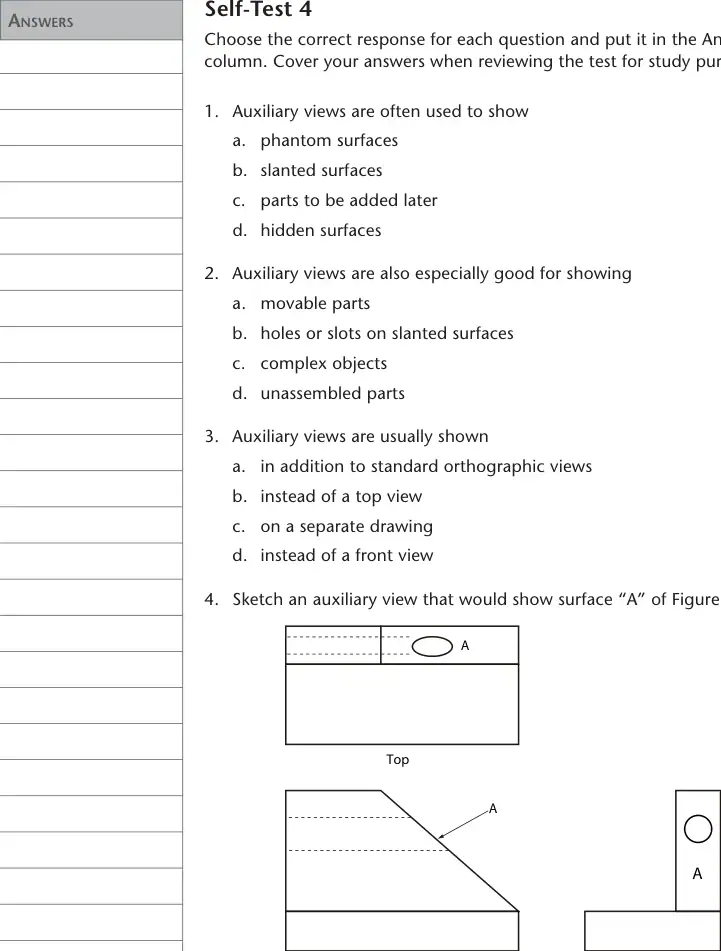 ANSWERS
Self-Test 4
Choose the correct response for each question and put it in the
column. Cover your answers when reviewing the test for study
1. Auxiliary views are often used to show
a. phantom surfaces
b. slanted surfaces
c. parts to be added later
d. hidden surfaces
2. Auxiliary views are also especially good for showing
a. movable parts
b. holes or slots on slanted surfaces
c. complex objects
d. unassembled parts
3. Auxiliary views are usually shown
a. in addition to standard orthographic views
b. instead of a top view
c. on a separate drawing
d. instead of a front view
4. Sketch an auxiliary view that would show surface “A” of Figure
A
Top
A
A